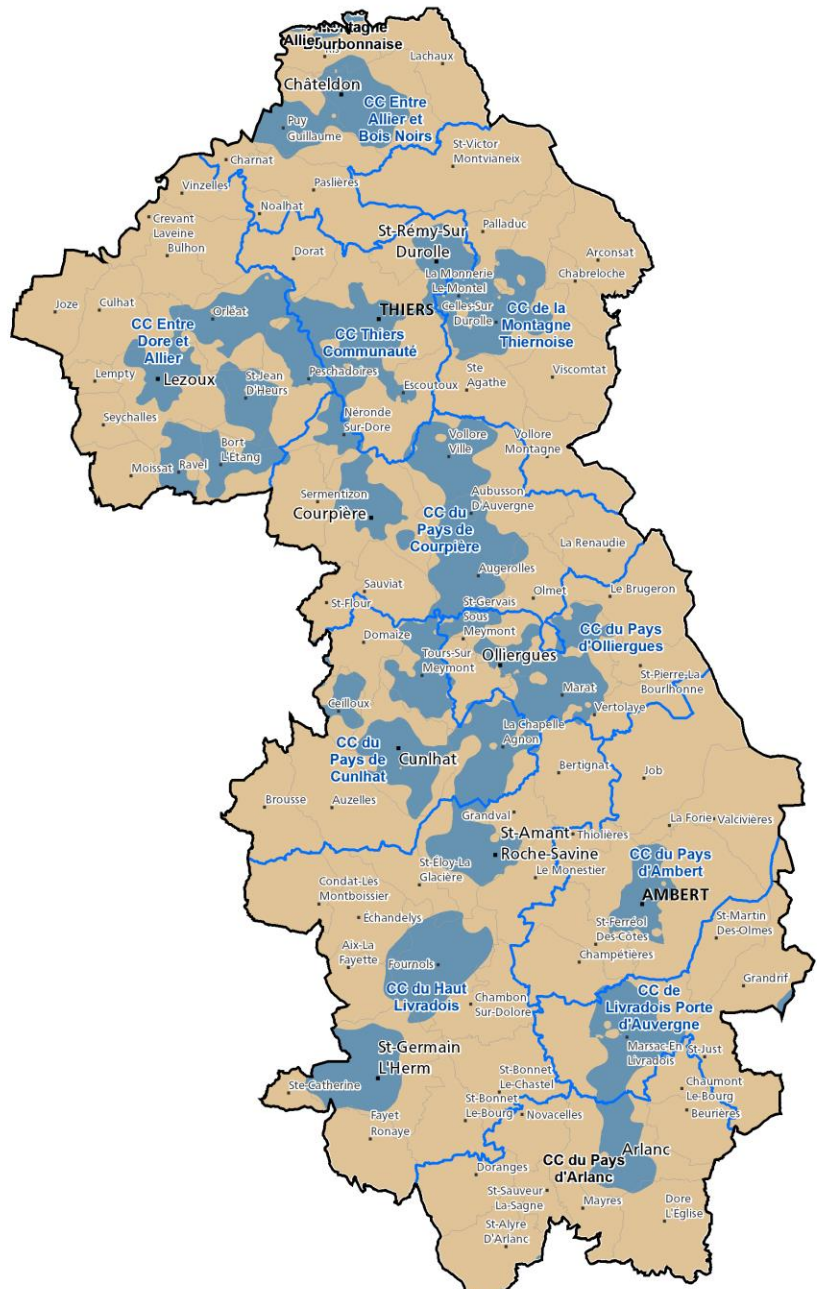 Montagne
Allier
Bourbonnaise
Ris
Lachaux
Châteldon
CC Entre
Allier et
Bois Noirs
Puy
Guillaume
St-Victor
Montvianeix
Charnat
Paslières
Vinzelles
Noalhat
Crevant
Laveine
Bulhon
St-Rémy-Sur
Durolle
Palladuc
Dorat
Arconsat
La Monnerie
Le-Montel
Chabreloche
Joze
Culhat
Orléat
THIERS
Celles-Sur
Durolle
CC de la
Montagne
Thiernoise
CC Entre
Dore et
Allier
CC Thiers
Communauté
Lempty
Lezoux
St-Jean
D'Heurs
Peschadoires
Escoutoux
Ste
Agathe
Viscomtat
Seychalles
Néronde
Sur-Dore
Vollore
Ville
Vollore
Montagne
Moissat
Ravel
Bort
L'Etang
Sermentizon
Courpière
Aubusson
D'Auvergne
CC du
Pays de
Courpière
La Renaudie
Augerolles
Sauviat
Olmet
Le Brugeron
St-Flour
St-Gervais
Sous
Meymont
Domaize
Tours-Sur
Meymont
Olliergues
CC du Pays
d'Olliergues
St-Pierre-La
Bourlhonne
Marat
Vertolaye
Ceilloux
La Chapelle
Agnon
CC du
Pays de
Cunlhat
Cunlhat
Bertignat
Job
Brousse
Auzelles
Grandval
La Forie
Valcivières
St-Amant
Roche-Savine
Thiolières
St-Éloy-La
Glacière
Le Monestier
CC du Pays
d'Ambert
AMBERT
Condat-Lès
Montboissier
Échandelys
St-Ferréol
Des-Côtes
St-Martin
Des-Olmes
Aix-La
Fayette
Fournols
Champétières
Grandrif
CC du Haut
Livradois
Chambon
Sur-Dolore
CC de
Livradois Porte
d'Auvergne
St-Germain
L'Herm
Marsac-En
Livradois
St-Just
Ste-Catherine
St-Bonnet
Le-Chastel
Chaumont
Le-Bourg
St-Bonnet
Le-Bourg
Novacelles
Beurières
Fayet
Ronaye
Arlanc
CC du Pays
d'Arlanc
Doranges
St-Sauveur
La-Sagne
Mayres
Dore
L'Eglise
St-Alyre
D'Arlanc